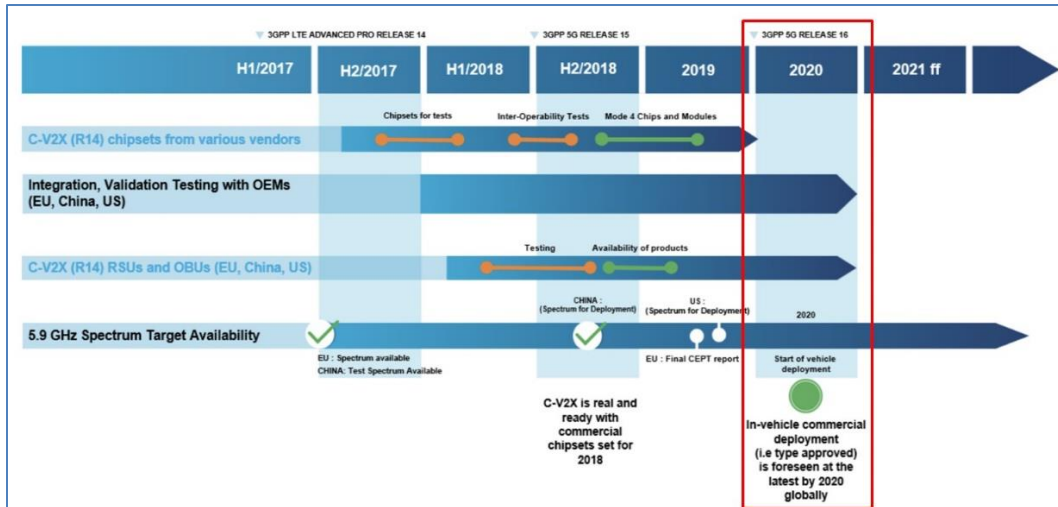 3GPP LTE ADVANCED PRO RELEASE 14
3GPP 5G RELEASE 15
3GPP 5G RELEASE 16
H1/2017
H2/2017
H1/2018
H2/2018
2019
2020
2021 ff
Chipsets for tests
Inter-Operability Tests
Mode 4 Chips and Modules
C-V2X (R14) chipsets from various vendors
Integration, Validation Testing with OEMs
(EU, China, US)
Testing
Availability of products
C-V2X (R14) RSUs and OBUs (EU, China, US)
CHINA :
(Spectrum for Deployment)
US :
(Spectrum for Deployment)
2020
5.9 GHz Spectrum Target Availability
EU : Spectrum available
CHINA: Test Spectrum Available
EU : Final CEPT report
Start of vehicle
deployment
C-V2X is real and
ready with
commercial
chipsets set for
2018
In-vehicle commercial
deployment
(i.e type approved)
is foreseen at the
latest by 2020
globally